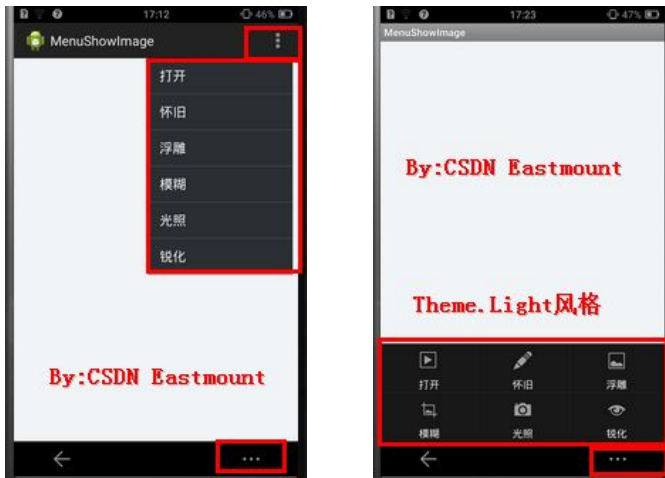 17:12
46%
MenuShowImage
打开
怀旧
浮雕
模糊
光照
锐化
By:CSDN Eastmount
17:23
47%
MenuShowImage
By:CSDN Eastmount
Theme.Light风格
打开
怀旧
浮雕
模糊
光照
锐化